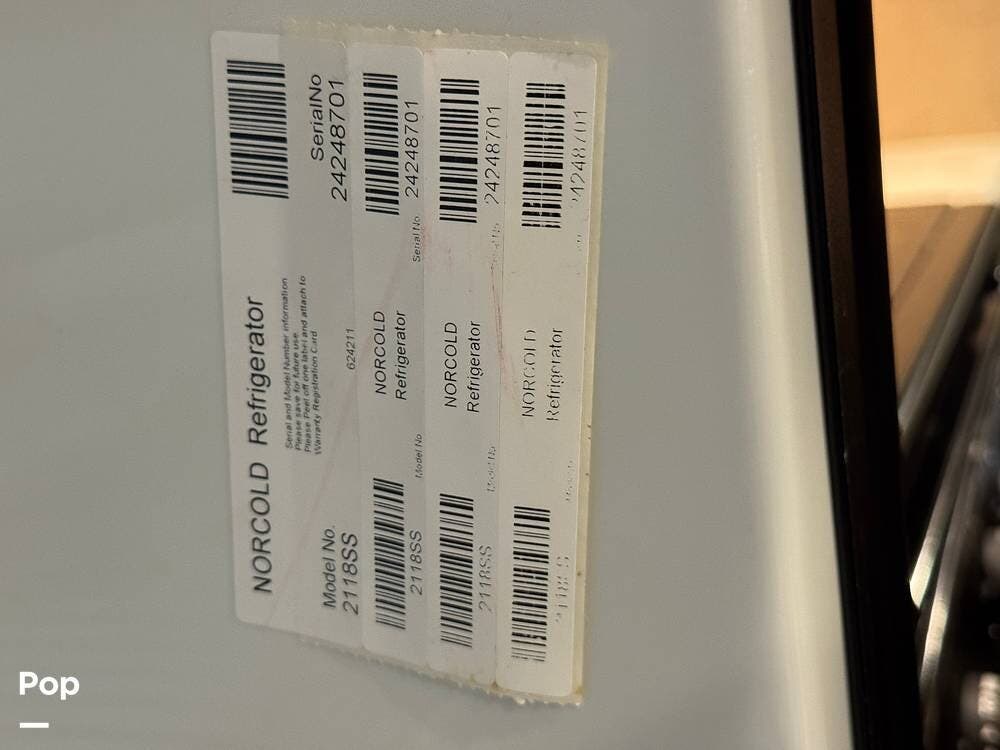 NORCOLD Refrigerator
Serial and Model Number information
Please save for future use.
Please Peel off one label and attach to
Warranty Registration Card
624211
Model No.
2118SS
SerialNo
24248701
NORCOLD
Refrigerator
Model No
2118SS
Serial No
24248701
NORCOLD
Refrigerator
Model No
2118SS
24248701
NORCOLD
Refrigerator
Pop